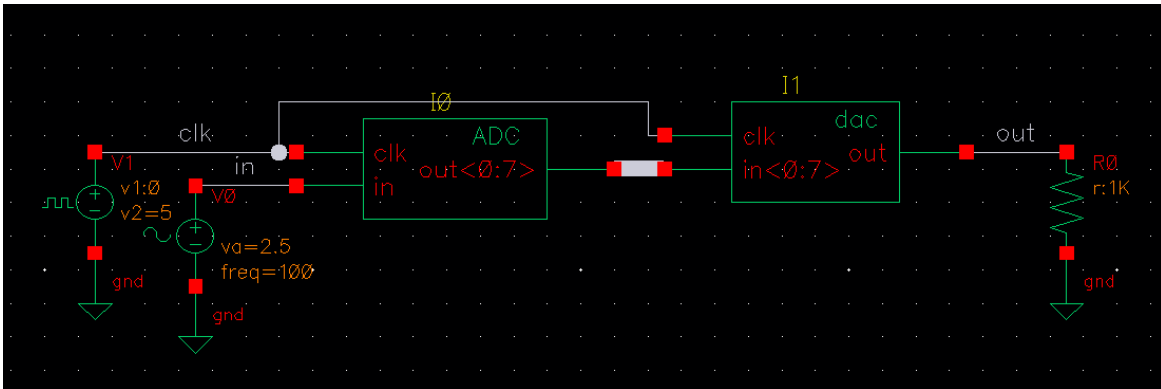 I1
I0
clk
ADC
dac
out
in
clk
out<0:7>
in
clk
out
in<0:7>
V1
v1:0
v2=5
V0
va=2.5
freq=100
R0
r:1K
gnd
gnd
gnd